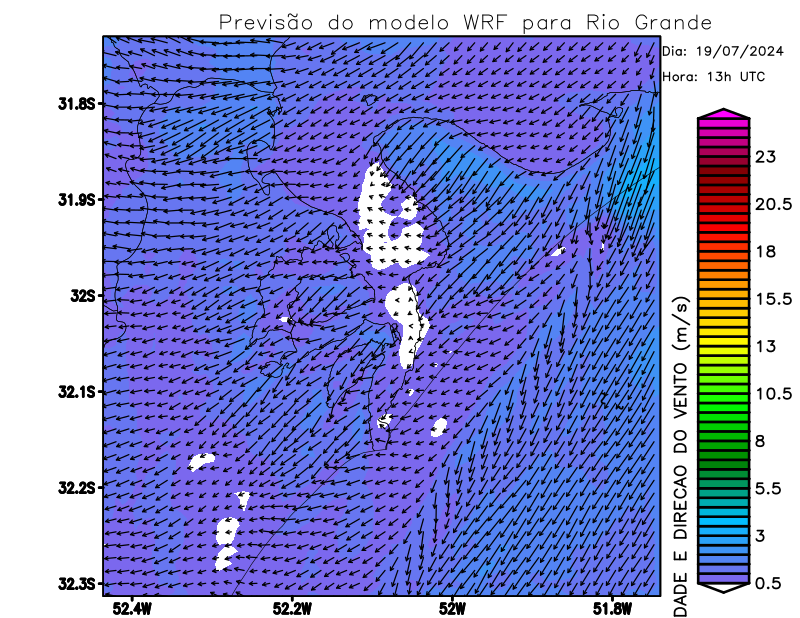 Previsão do modelo WRF para Rio Grande
Dia: 19/07/2024
Hora: 13h UTC
31.8S
31.9S
32S
32.1S
32.2S
32.3S
52.4W
52.2W
52W
51.8W
23
20.5
18
15.5
13
10.5
8
5.5
3
0.5
DADE E DIRECAO DO VENTO (m/s)